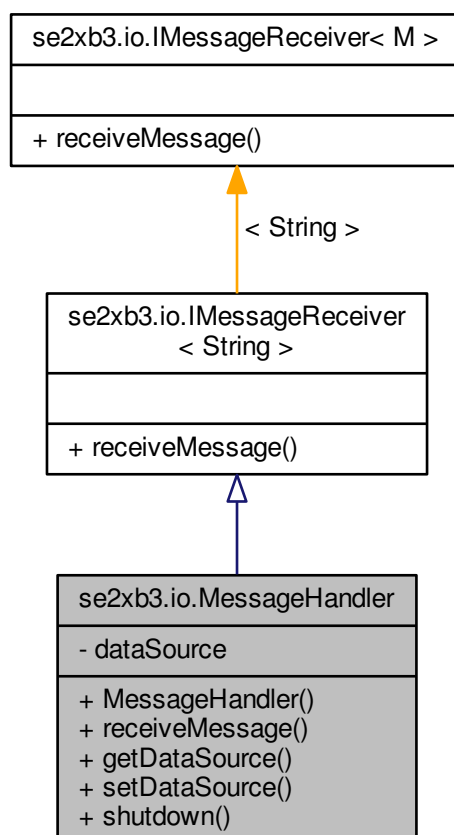 se2xb3.io.IMessageReceiver< M >
+ receiveMessage()
< String >
se2xb3.io.IMessageReceiver
< String >
+ receiveMessage()
se2xb3.io.MessageHandler
- dataSource
+ MessageHandler()
+ receiveMessage()
+ getDataSource()
+ setDataSource()
+ shutdown()